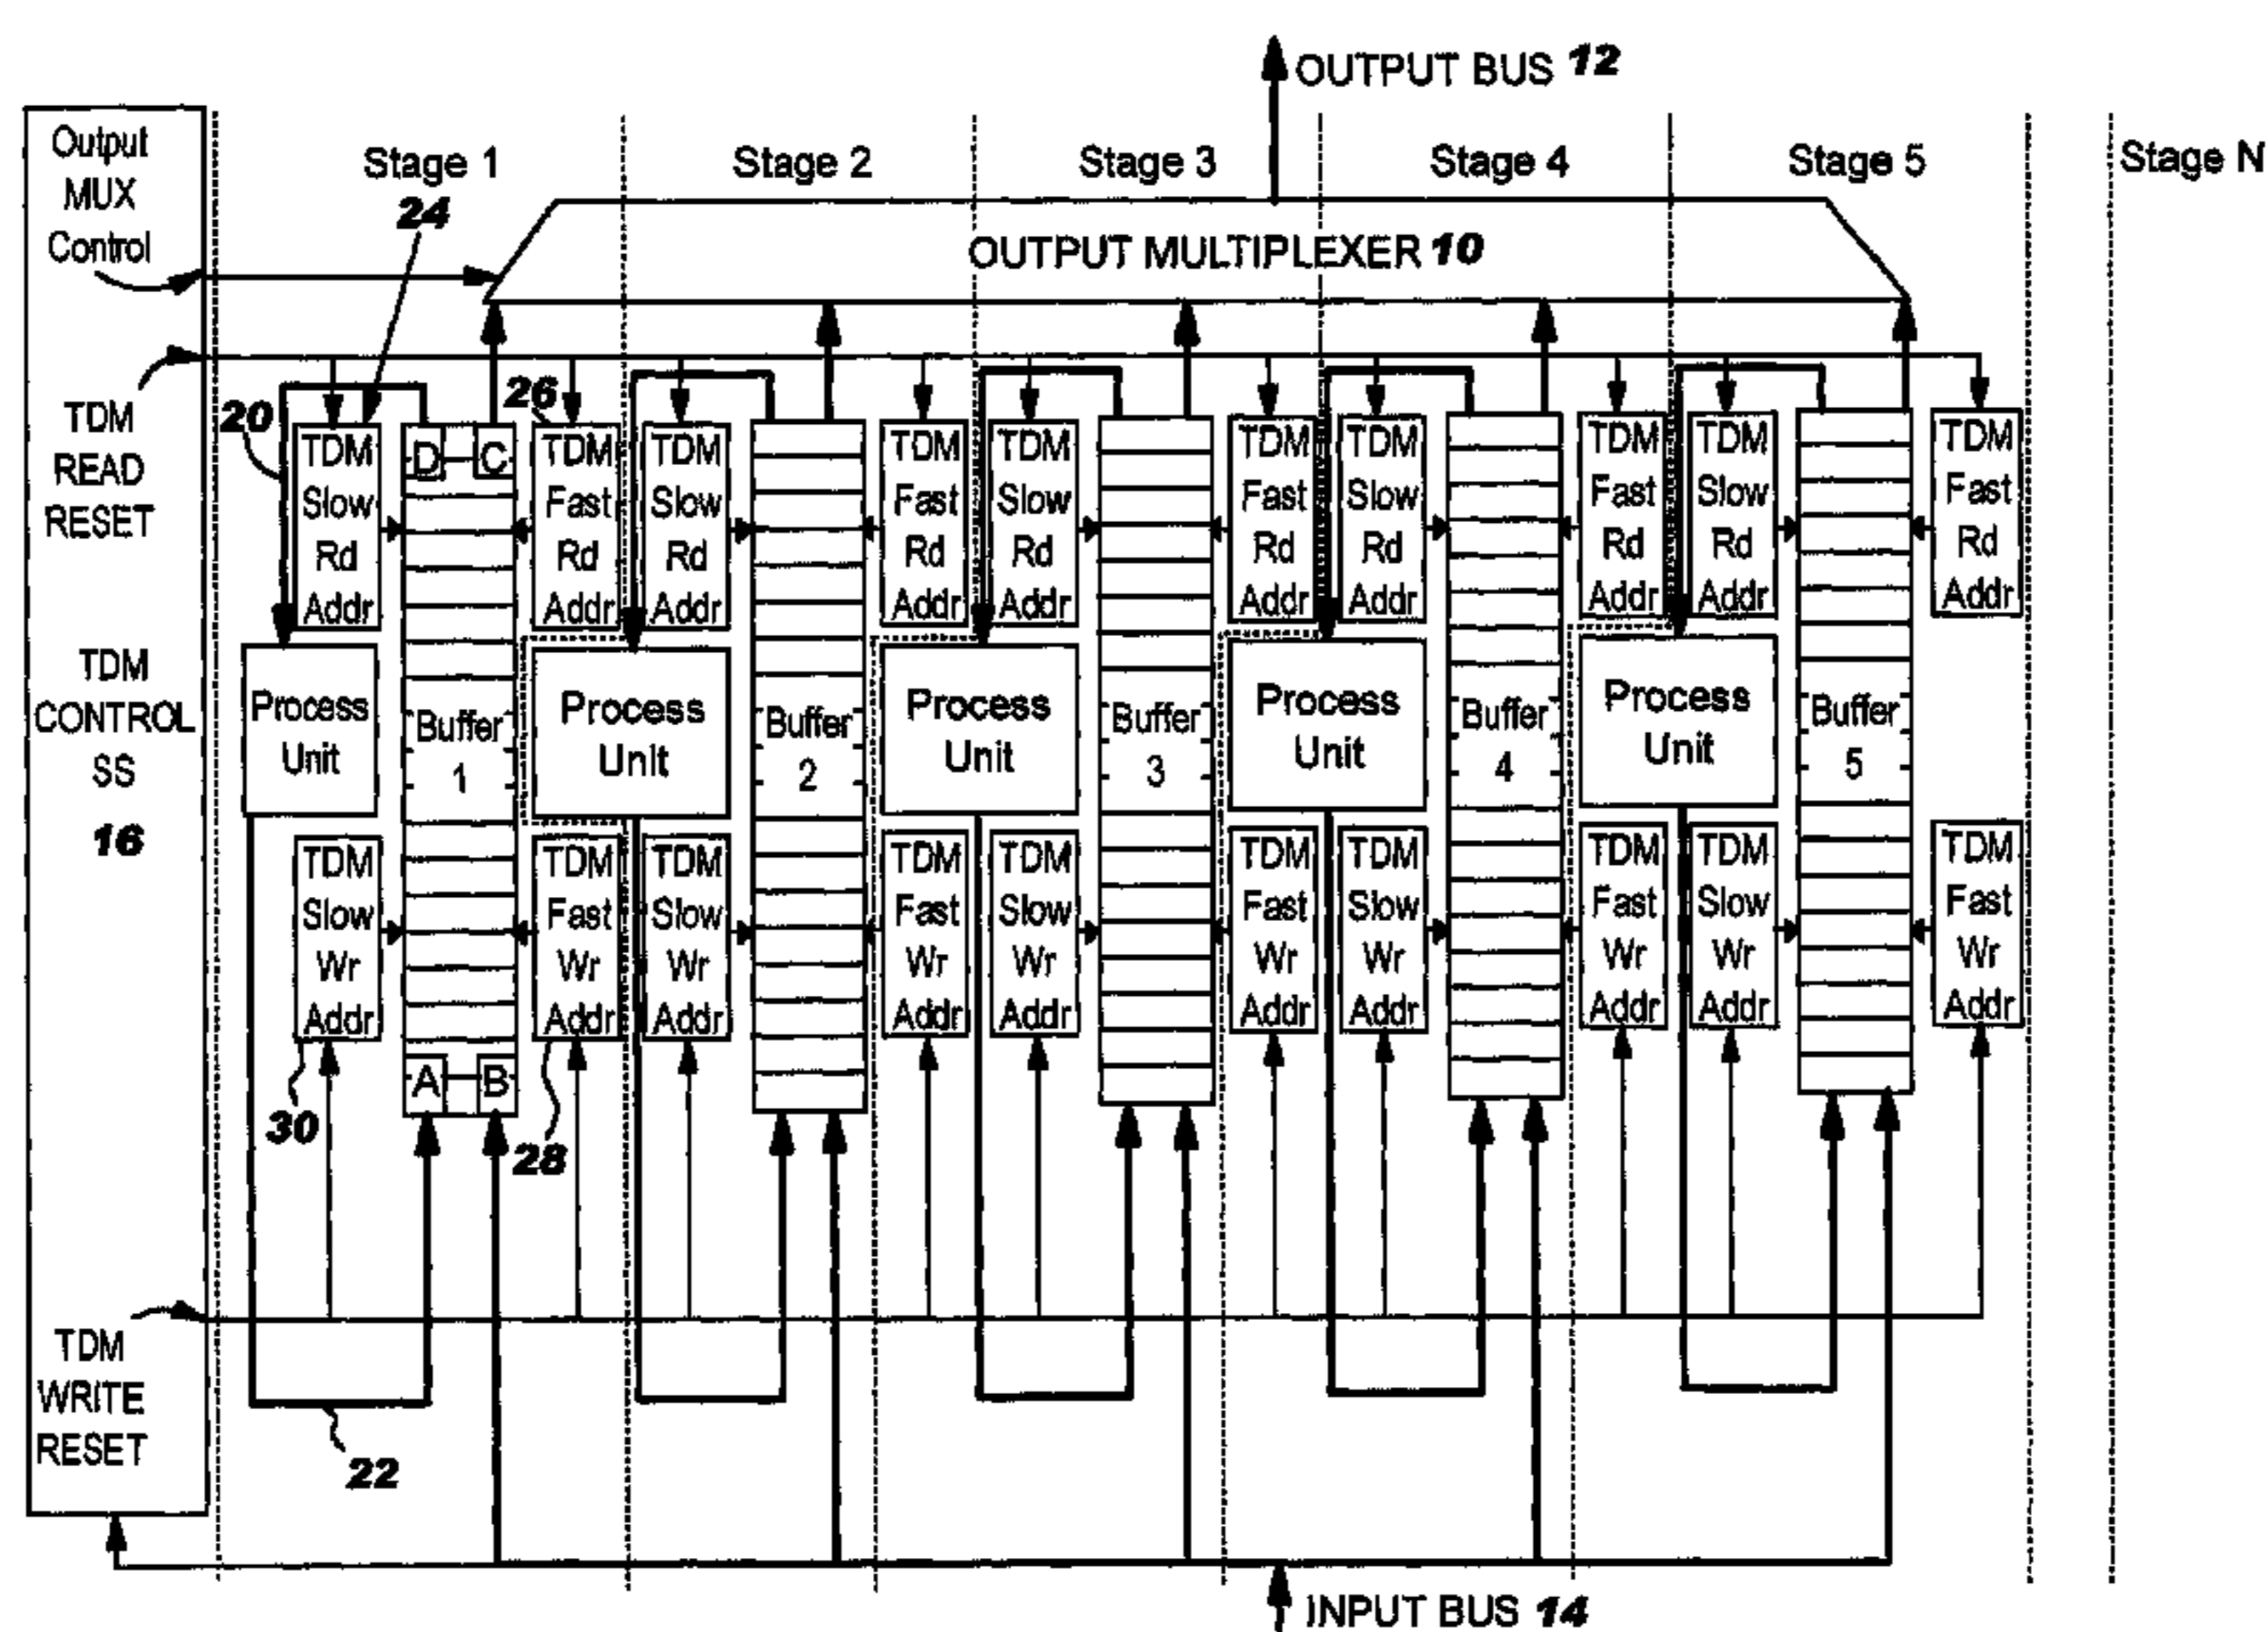 OUTPUT BUS 12
Output
MUX
Control
Stage 1
Stage 2
Stage 3
Stage 4
Stage 5
Stage N
24
OUTPUT MULTIPLEXER 10
TDM
READ
RESET
20
26
TDM
Slow
Rd
Addr
D
C
TDM
Fast
Rd
Addr
TDM
Slow
Rd
Addr
TDM
Fast
Rd
Addr
TDM
Slow
Rd
Addr
TDM
Fast
Rd
Addr
TDM
Slow
Rd
Addr
TDM
Fast
Rd
Addr
TDM
Slow
Rd
Addr
TDM
Fast
Rd
Addr
TDM
CONTROL
SS
16
Process
Unit
Buffer
1
Process
Unit
Buffer
2
Process
Unit
Buffer
3
Process
Unit
Buffer
4
Process
Unit
Buffer
5
TDM
Slow
Wr
Addr
TDM
Fast
Wr
Addr
TDM
Slow
Wr
Addr
TDM
Fast
Wr
Addr
TDM
Slow
Wr
Addr
TDM
Fast
Wr
Addr
TDM
Slow
Wr
Addr
TDM
Fast
Wr
Addr
TDM
Slow
Wr
Addr
TDM
Fast
Wr
Addr
A
B
30
28
TDM
WRITE
RESET
22
INPUT BUS 14